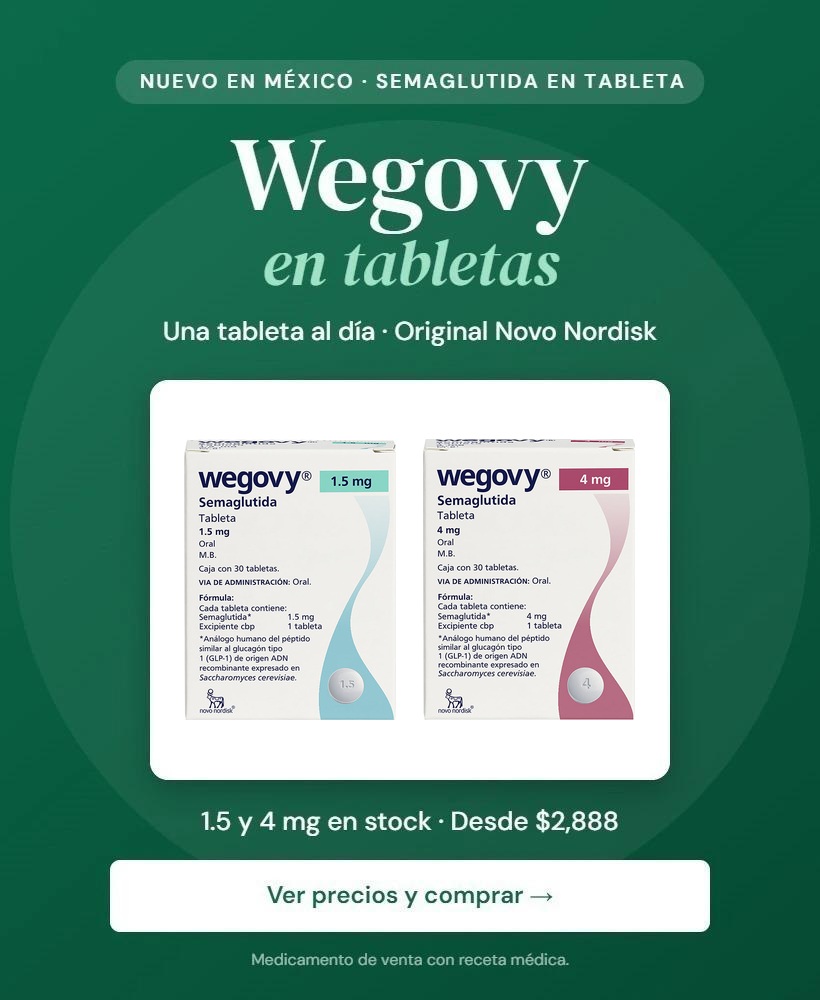 NUEVO EN MÉXICO · SEMAGLUTIDA EN TABLETA
Wegovy
en tabletas
Una tableta al día · Original Novo Nordisk
wegovy® 1.5 mg
Semaglutida
Tableta
1.5 mg
Oral
M.B.
Caja con 30 tabletas.
VIA DE ADMINISTRACIÓN: Oral.
Fórmula:
Cada tableta contiene:
Semaglutida* 1.5 mg
Excipiente cbp 1 tableta
*Análogo humano del péptido
similar al glucagón tipo
1 (GLP-1) de origen ADN
recombinante expresado en
Saccharomyces cerevisiae.
1.5
novo nordisk®
wegovy® 4 mg
Semaglutida
Tableta
4 mg
Oral
M.B.
Caja con 30 tabletas.
VIA DE ADMINISTRACIÓN: Oral.
Fórmula:
Cada tableta contiene:
Semaglutida* 4 mg
Excipiente cbp 1 tableta
*Análogo humano del péptido
similar al glucagón tipo
1 (GLP-1) de origen ADN
recombinante expresado en
Saccharomyces cerevisiae.
4
novo nordisk®
1.5 y 4 mg en stock · Desde $2,888
Ver precios y comprar →
Medicamento de venta con receta médica.